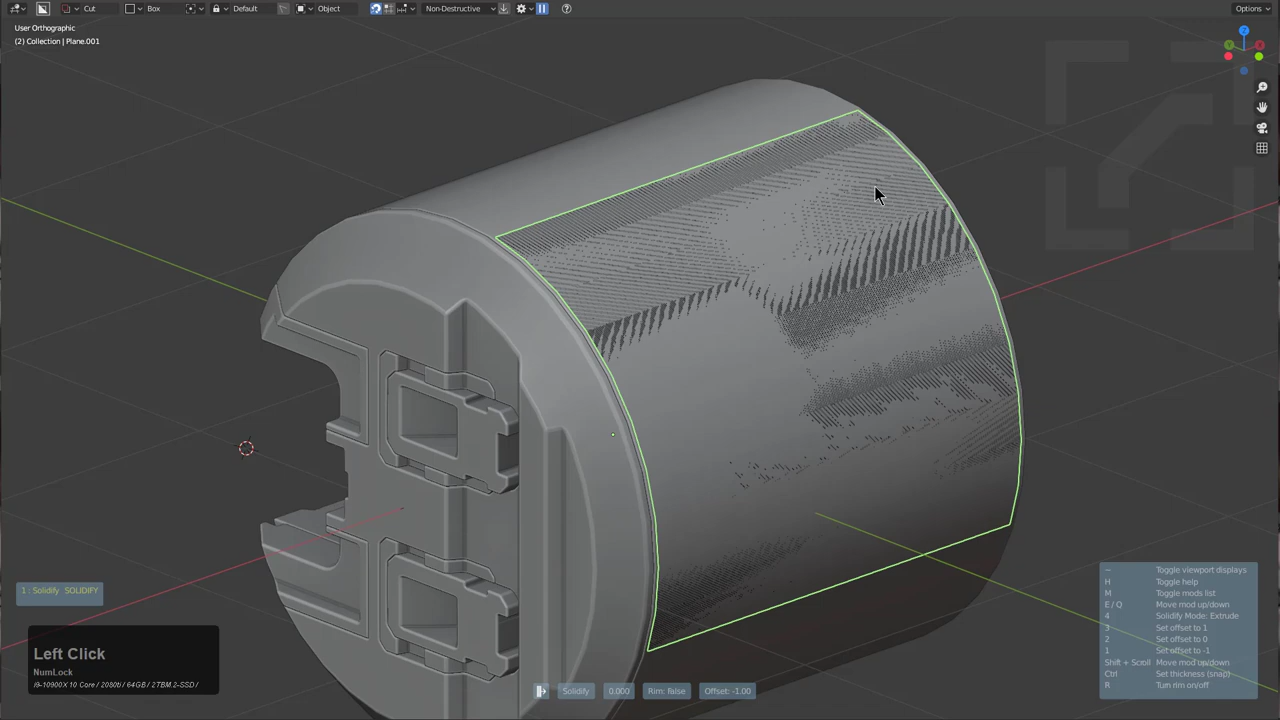 Cut Box Default Object Non-Destructive Options
User Orthographic
(2) Collection | Plane.001
Z
Y X
1 : Solidify SOLIDIFY
Left Click
NumLock
i9-10900X 10 Core / 2080ti / 64GB / 2TBM.2-SSD /
Solidify 0.000 Rim: false Offset: -1.00
~ Toggle viewport displays
H Toggle help
M Toggle mods list
E / Q Move mod up/down
4 Solidify Mode: Extrude
3 Set offset to 1
2 Set offset to 0
1 Set offset to -1
Shift + Scroll Move mod up/down
Ctrl Set thickness (snap)
R Turn rim on/off